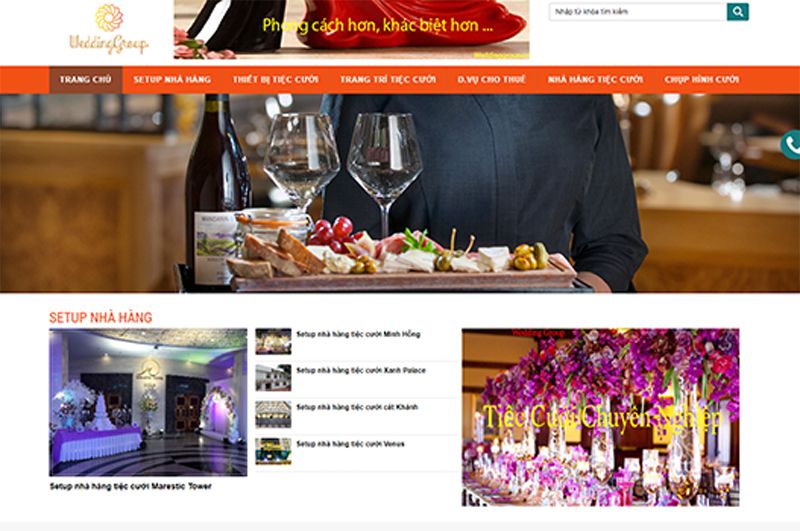 WeddingGroup
Phong cách hơn, khác biệt hơn ...
Weddinggroup
Nhập từ khóa tìm kiếm
TRANG CHỦ
SETUP NHÀ HÀNG
THIẾT BỊ TIỆC CƯỚI
TRANG TRÍ TIỆC CƯỚI
D.VỤ CHO THUÊ
NHÀ HÀNG TIỆC CƯỚI
CHỤP HÌNH CƯỚI
SETUP NHÀ HÀNG
Setup nhà hàng tiệc cưới Marestic Tower
Setup nhà hàng tiệc cưới Minh Hồng
Setup nhà hàng tiệc cưới Xanh Palace
Setup nhà hàng tiệc cưới cát Khánh
Setup nhà hàng tiệc cưới Venus
Wedding Group
Tiệc Cưới Chuyên Nghiệp